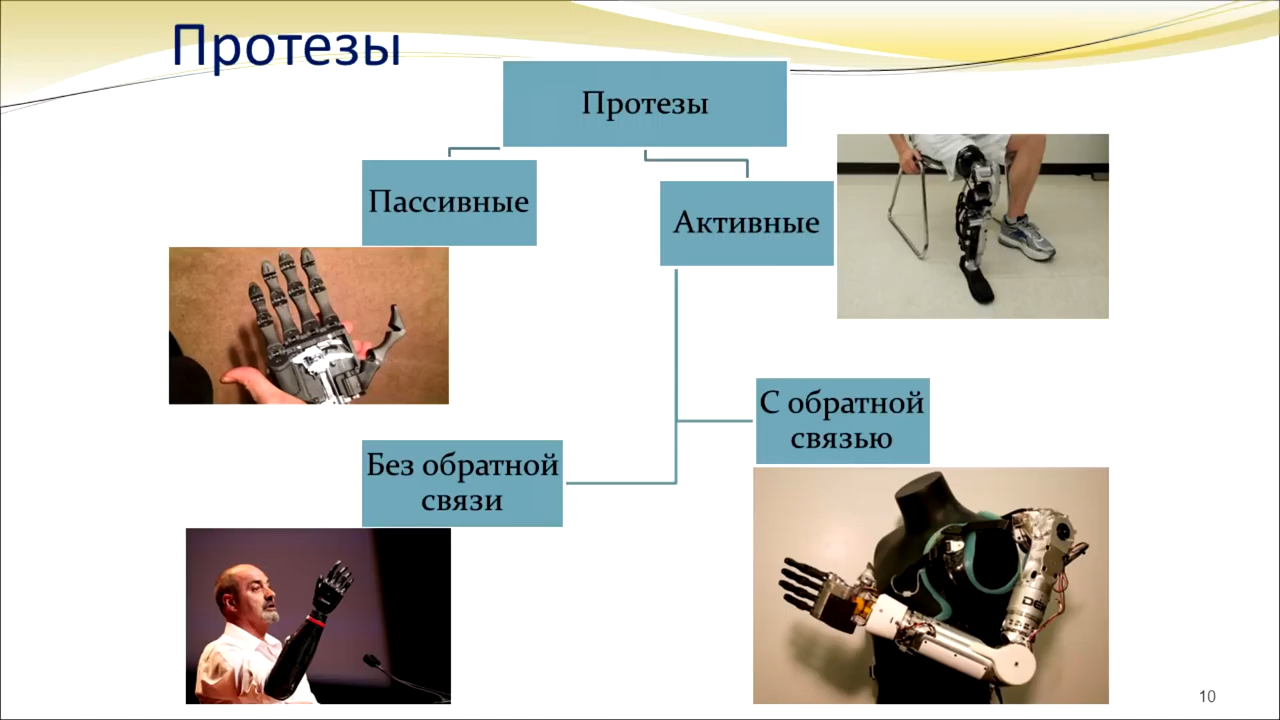 Протезы
Протезы
Пассивные
Активные
С обратной
связью
Без обратной
связи
10